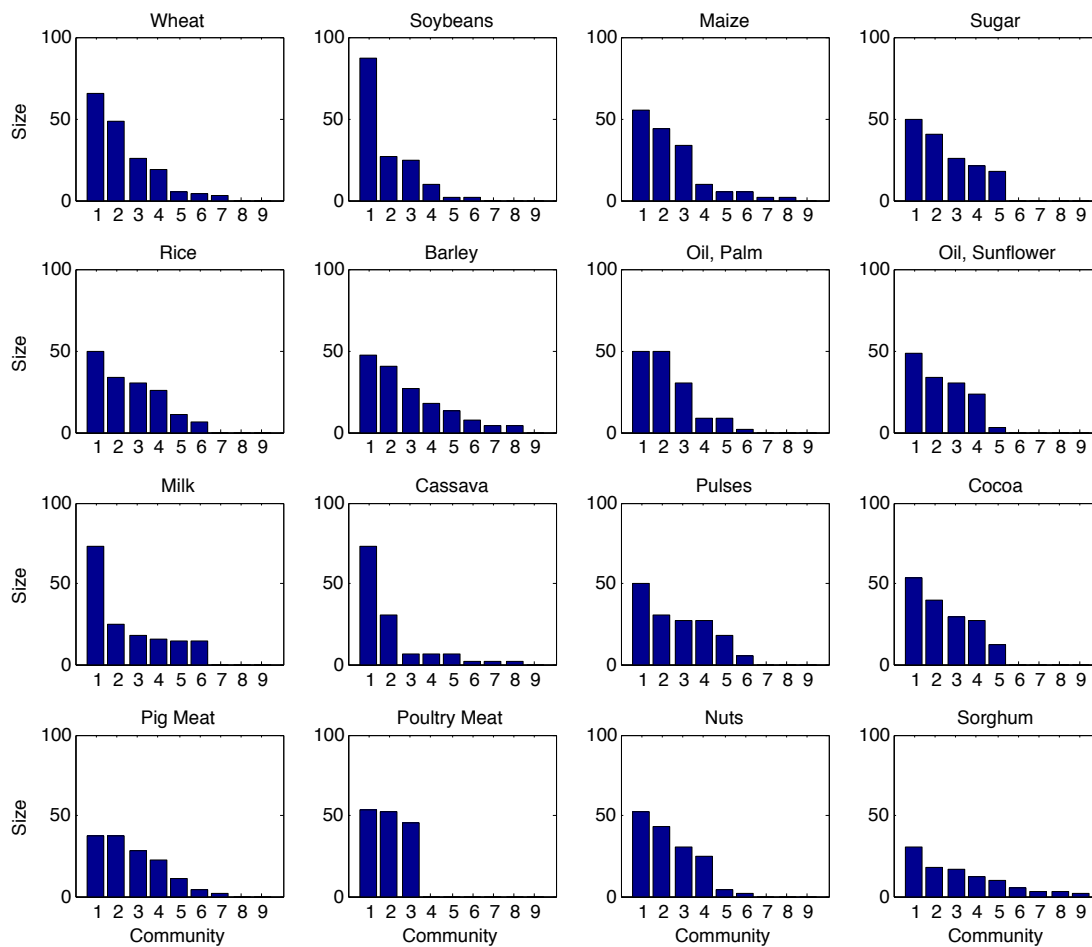 Wheat Soybeans Maize Sugar
100 100 100 100
Size
50 50 50 50
0 0 0 0
1 2 3 4 5 6 7 8 9 1 2 3 4 5 6 7 8 9 1 2 3 4 5 6 7 8 9 1 2 3 4 5 6 7 8 9
Rice Barley Oil, Palm Oil, Sunflower
100 100 100 100
Size
50 50 50 50
0 0 0 0
1 2 3 4 5 6 7 8 9 1 2 3 4 5 6 7 8 9 1 2 3 4 5 6 7 8 9 1 2 3 4 5 6 7 8 9
Milk Cassava Pulses Cocoa
100 100 100 100
Size
50 50 50 50
0 0 0 0
1 2 3 4 5 6 7 8 9 1 2 3 4 5 6 7 8 9 1 2 3 4 5 6 7 8 9 1 2 3 4 5 6 7 8 9
Pig Meat Poultry Meat Nuts Sorghum
100 100 100 100
Size
50 50 50 50
0 0 0 0
1 2 3 4 5 6 7 8 9 1 2 3 4 5 6 7 8 9 1 2 3 4 5 6 7 8 9 1 2 3 4 5 6 7 8 9
Community Community Community Community